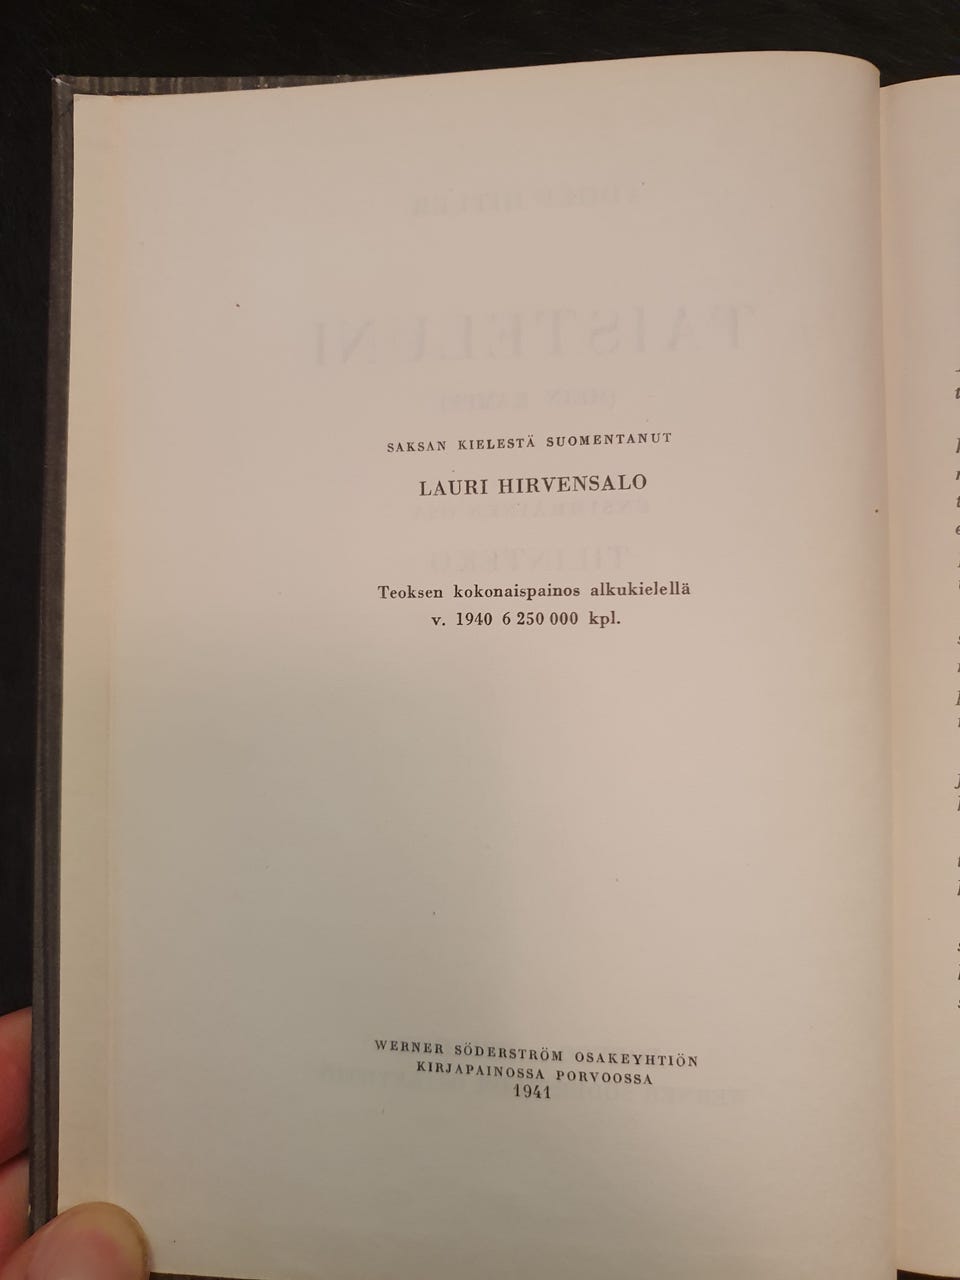 SAKSAN KIELESTÄ SUOMENTANUT
LAURI HIRVENSALO
Teoksen kokonaispainos alkukielellä
v. 1940 6 250 000 kpl.
WERNER SÖDERSTRÖM OSAKEYHTIÖN
KIRJAPAINOSSA PORVOOSSA
1941